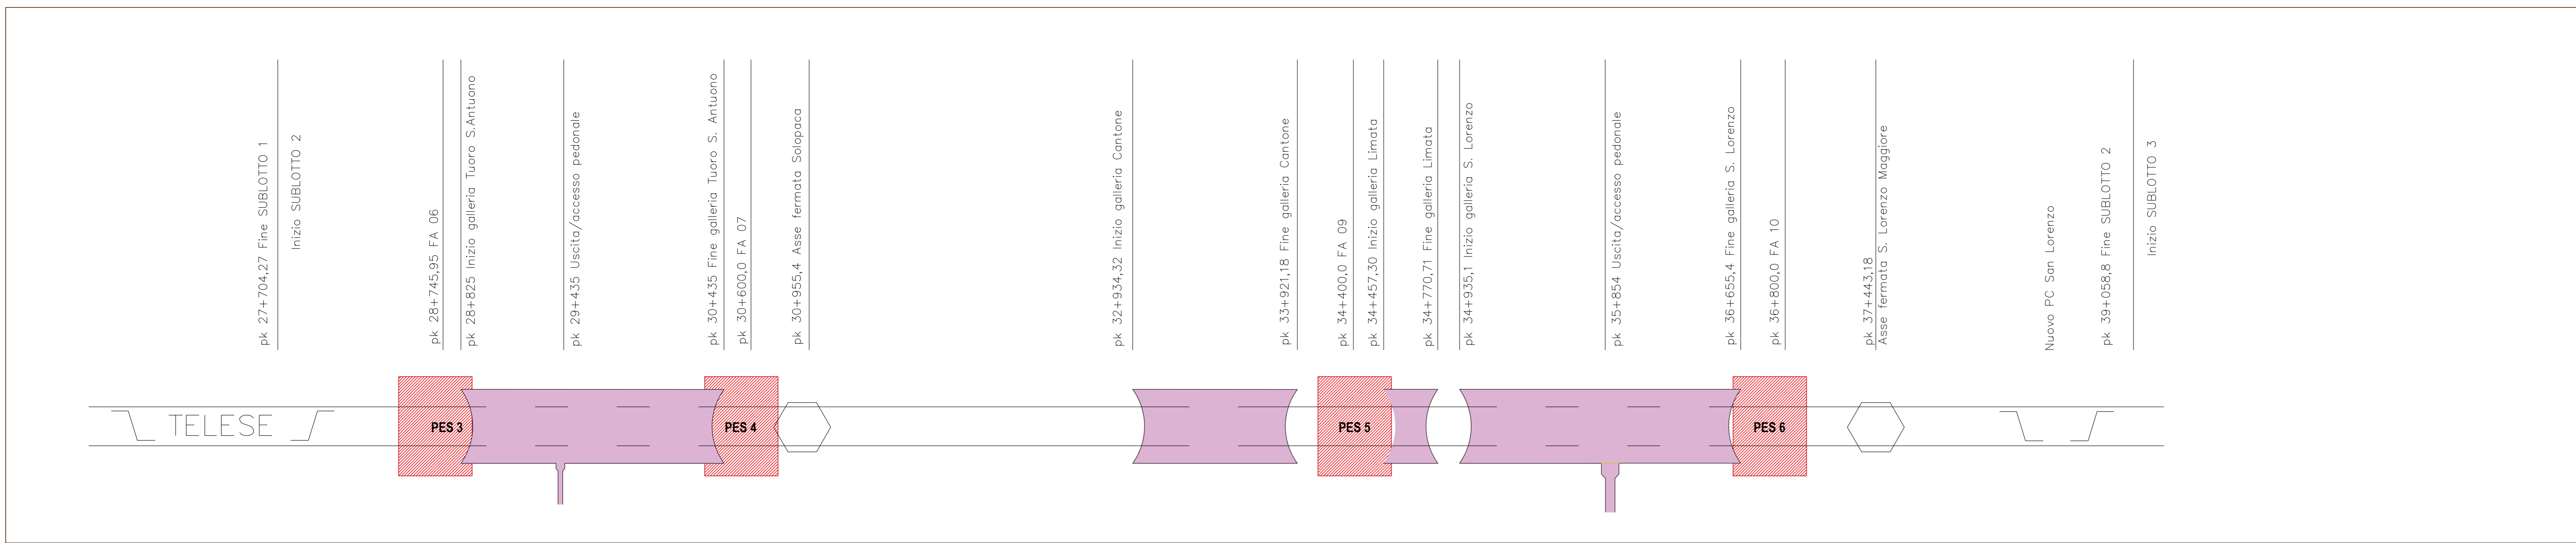 pk 27+704,27 Fine SUBLOTTO 1
Inizio SUBLOTTO 2
pk 28+745,95 FA 06
pk 28+825 Inizio galleria Tuoro S.Antuono
pk 29+435 Uscita/accesso pedonale
pk 30+435 Fine galleria Tuoro S. Antuono
pk 30+600,0 FA 07
pk 30+955,4 Asse fermata Solopaca
pk 32+934,32 Inizio galleria Cantone
pk 33+921,18 Fine galleria Cantone
pk 34+400,0 FA 09
pk 34+457,30 Inizio galleria Limata
pk 34+770,71 Fine galleria Limata
pk 34+935,1 Inizio galleria S. Lorenzo
pk 35+854 Uscita/accesso pedonale
pk 36+655,4 Fine galleria S. Lorenzo
pk 36+800,0 FA 10
pk 37+443,18
Asse fermata S. Lorenzo Maggiore
Nuovo PC San Lorenzo
pk 39+058,8 Fine SUBLOTTO 2
Inizio SUBLOTTO 3
TELESE
PES 3
PES 4
PES 5
PES 6